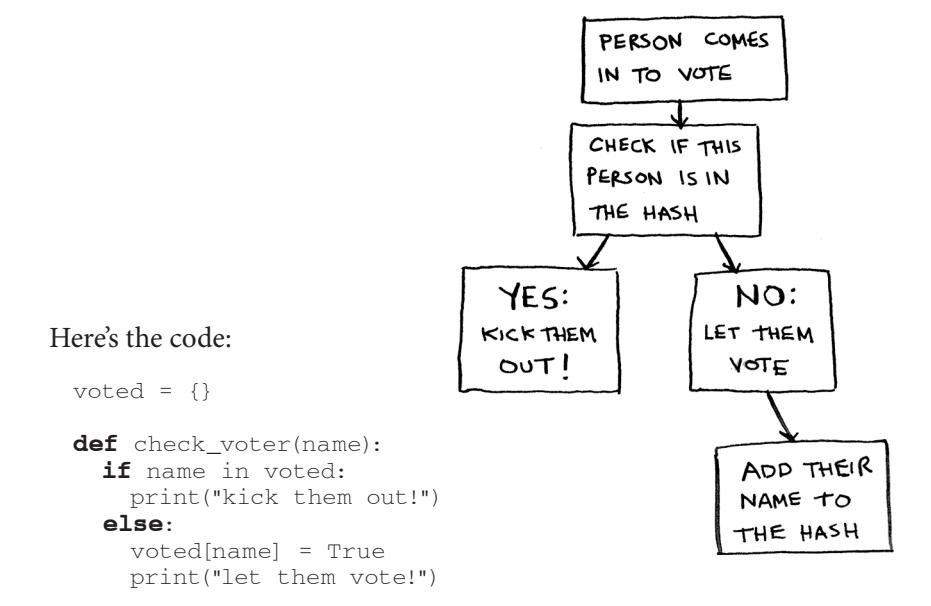 PERSON COMES
IN TO VOTE
CHECK IF THIS
PERSON IS IN
THE HASH
YES:
KICK THEM
OUT!
NO:
LET THEM
VOTE
ADD THEIR
NAME TO
THE HASH
Here's the code:
voted = {}
def check_voter(name):
  if name in voted:
    print("kick them out!")
  else:
    voted[name] = True
    print("let them vote!")